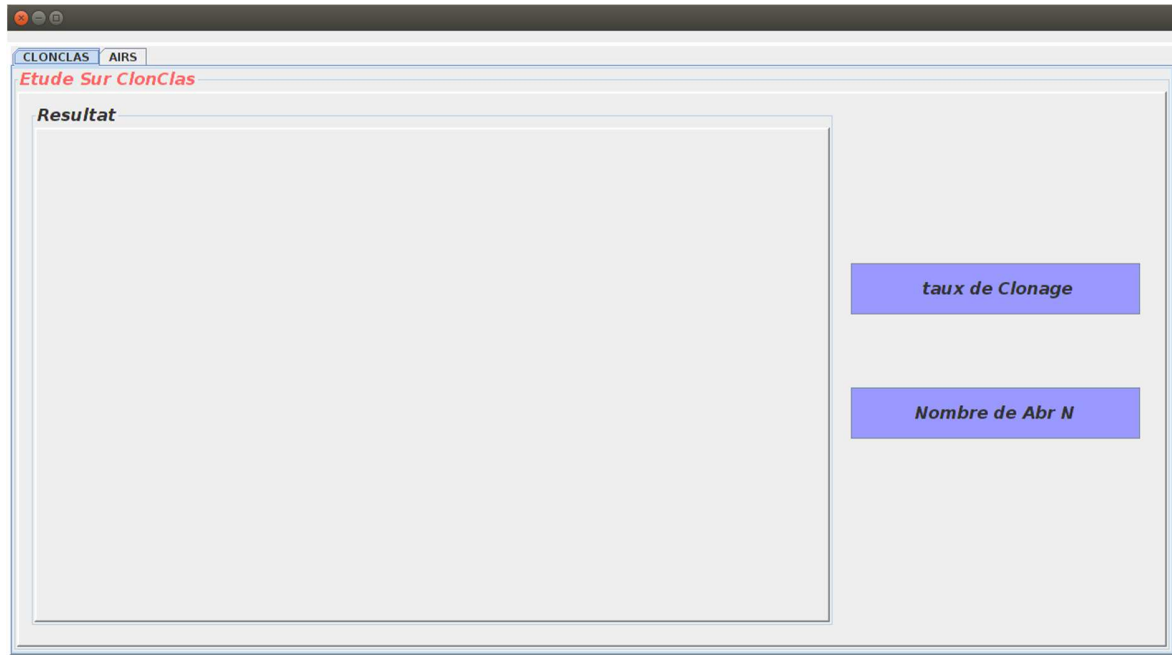 CLONCLAS AIRS
Etude Sur ClonClas
Resultat
taux de Clonage
Nombre de Abr N